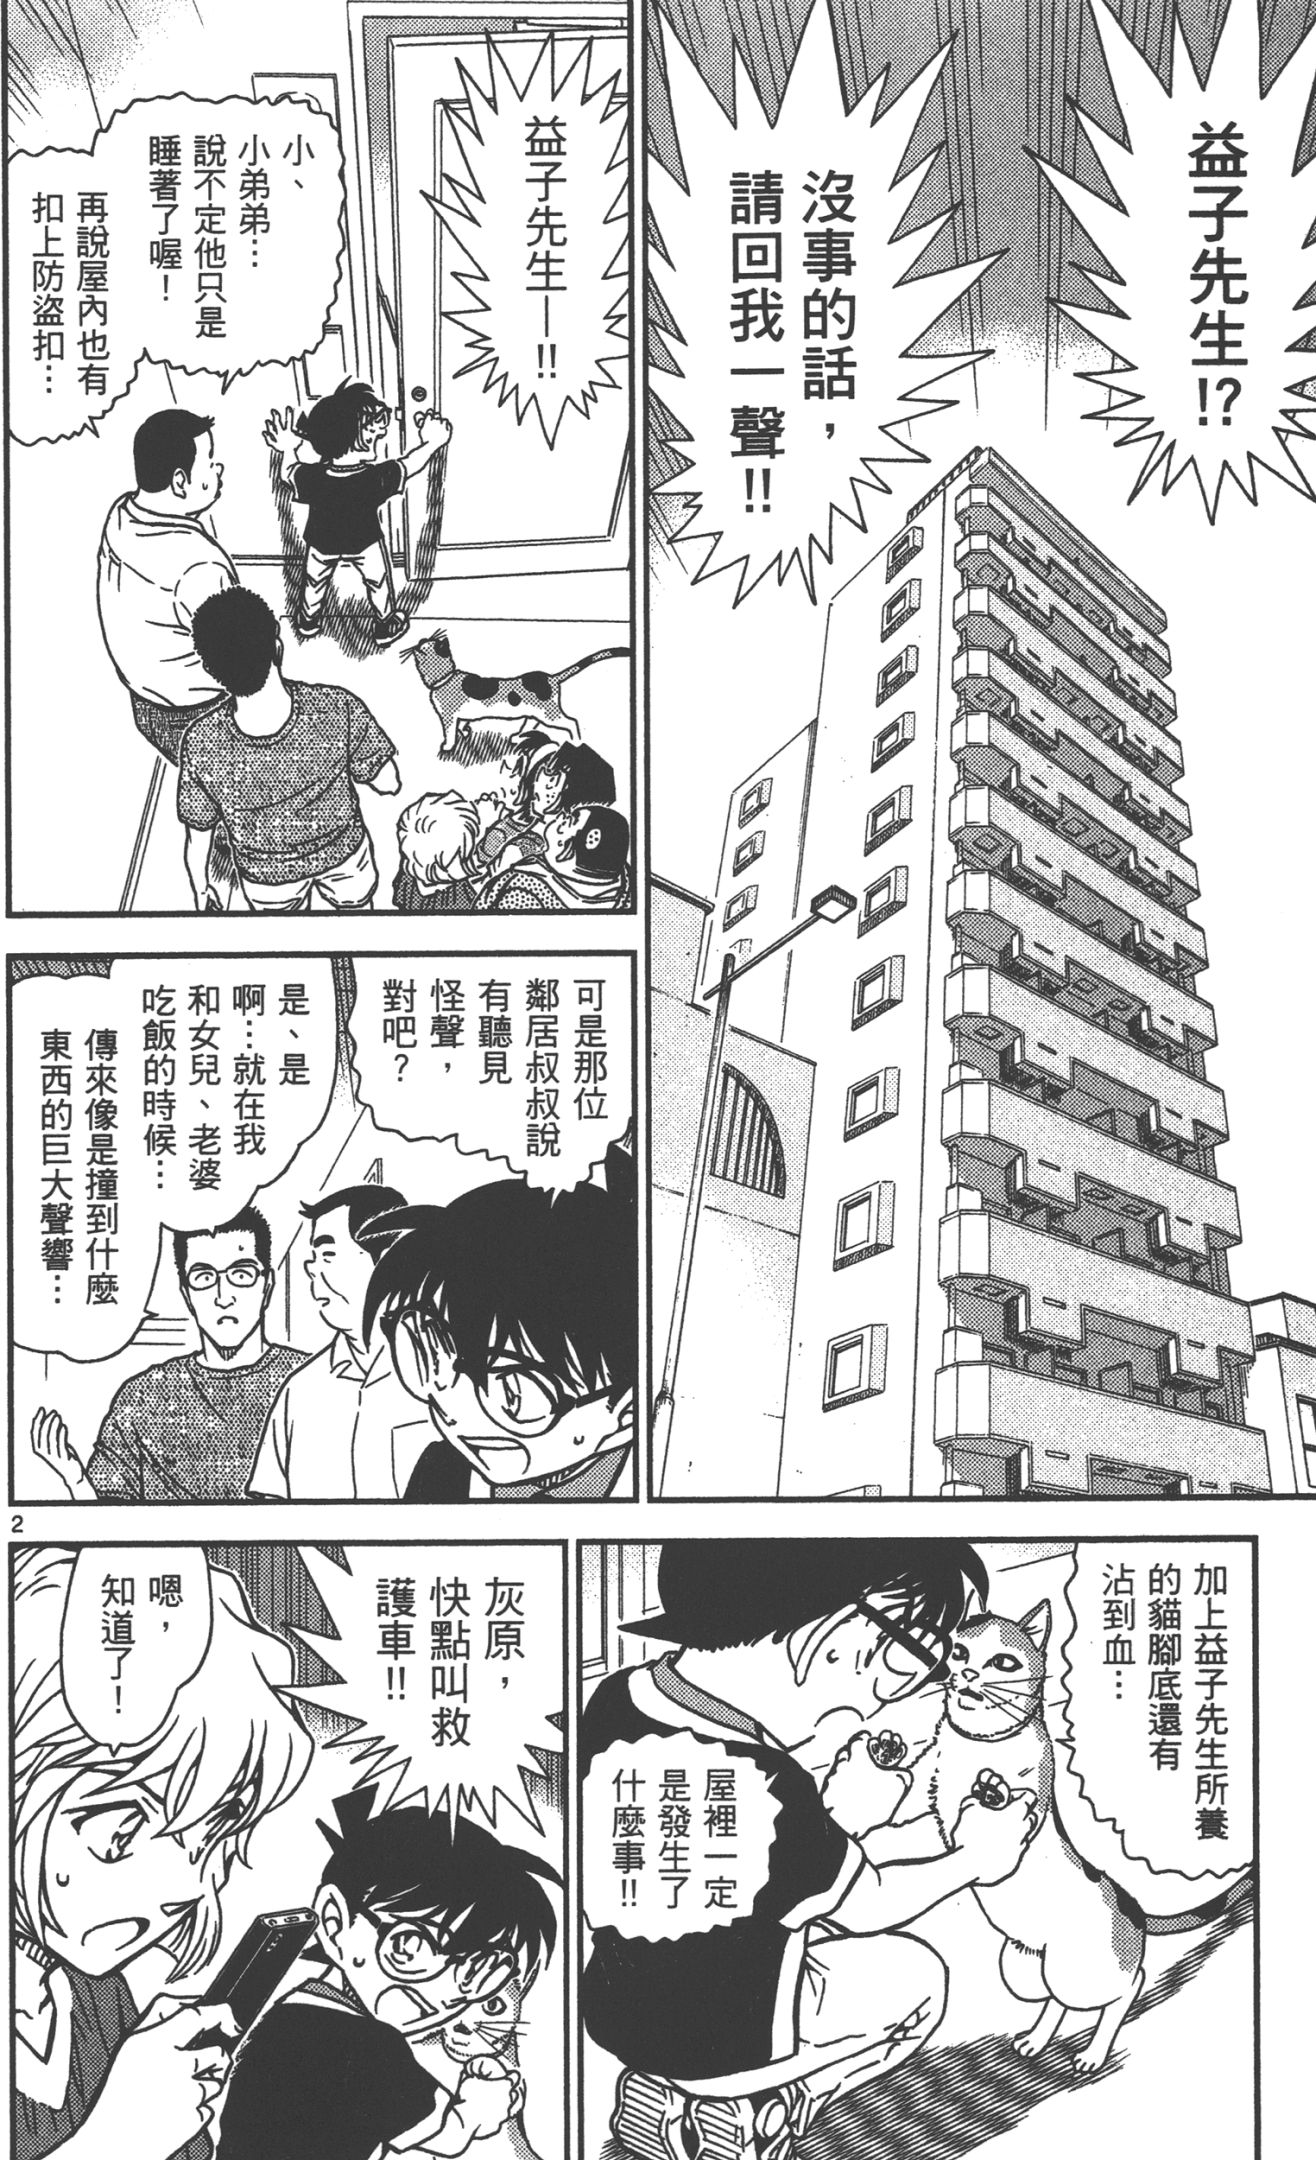 益子先生!?
沒事的話，
請回我一聲!!
益子先生—!!
小、
小弟弟…
說不定他只是
睡著了喔！
再說屋內也有
扣上防盜扣…
可是那位
鄰居叔叔說
有聽見
怪聲，
對吧？
是、是
啊…就在我
和女兒、老婆
吃飯的時候…
傳來像是撞到什麼
東西的巨大聲響…
2
加上益子先生所養
的貓腳底還有
沾到血…
屋裡一定
是發生了
什麼事!!
灰原，
快點叫救
護車!!
嗯，
知道了！